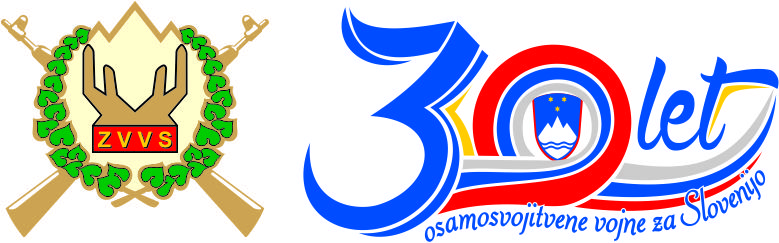 ZVVS
30 let
osamosvojitvene vojne za Slovenijo